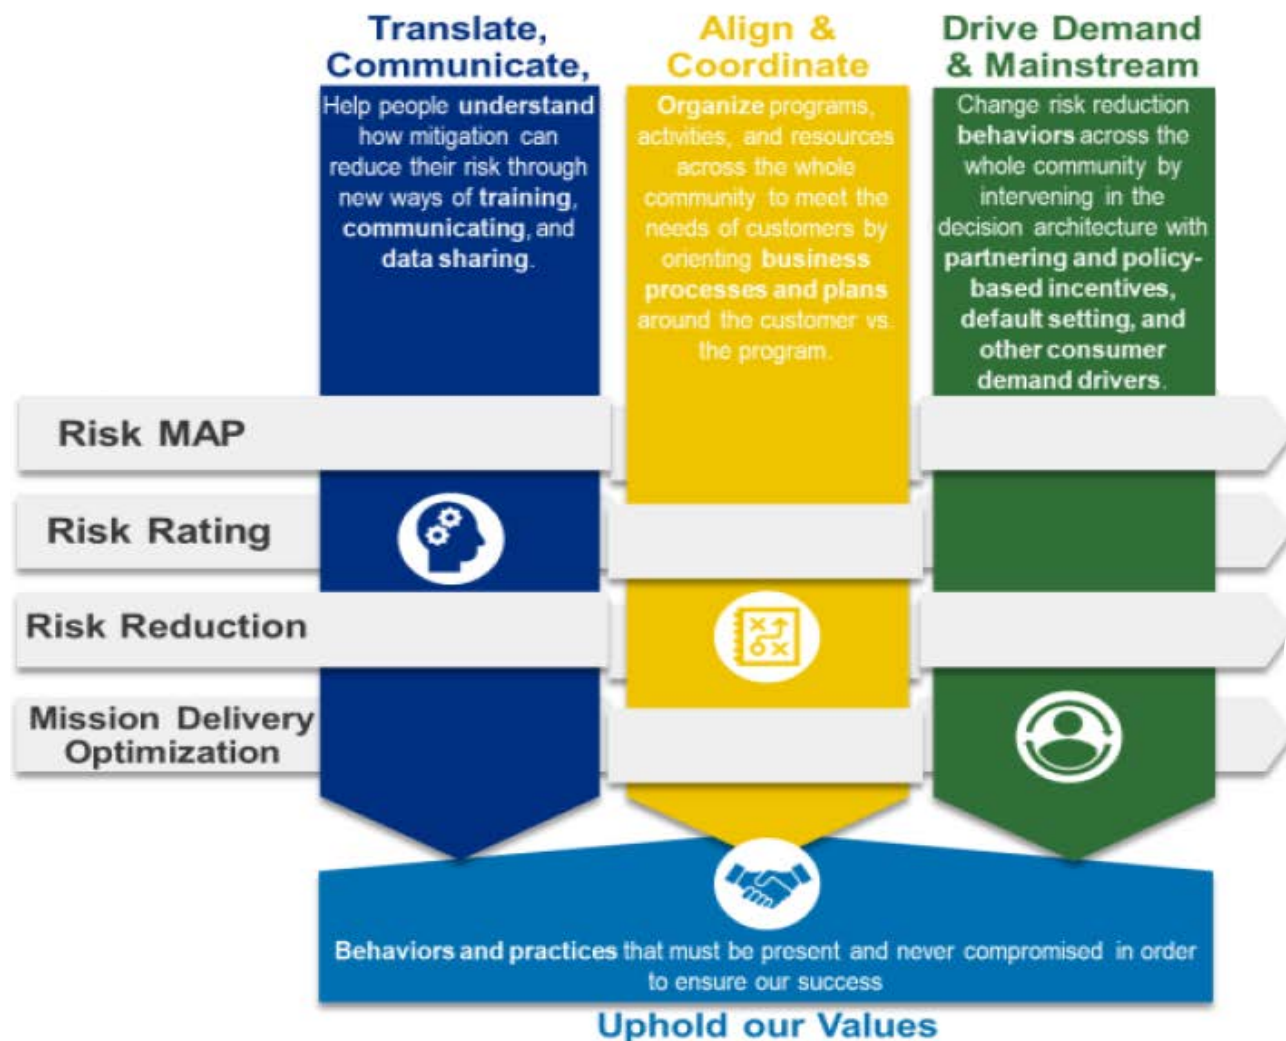 Translate,
Communicate,
Help people understand
how mitigation can
reduce their risk through
new ways of training,
communicating, and
data sharing.
Align &
Coordinate
Organize programs,
activities, and resources
across the whole
community to meet the
needs of customers by
orienting business
processes and plans
around the customer vs.
the program.
Drive Demand
& Mainstream
Change risk reduction
behaviors across the
whole community by
intervening in the
decision architecture with
partnering and policy-
based incentives,
default setting, and
other consumer
demand drivers.
Risk MAP
Risk Rating
Risk Reduction
Mission Delivery
Optimization
Behaviors and practices that must be present and never compromised in order
to ensure our success
Uphold our Values